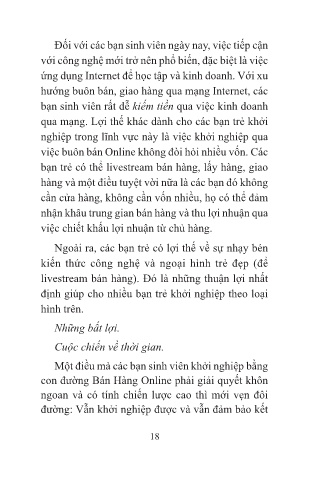 Đối với các bạn sinh viên ngày nay, việc tiếp cận
với công nghệ mới trở nên phổ biến, đặc biệt là việc
ứng dụng Internet để học tập và kinh doanh. Với xu
hướng buôn bán, giao hàng qua mạng Internet, các
bạn sinh viên rất dễ kiếm tiền qua việc kinh doanh
qua mạng. Lợi thế khác dành cho các bạn trẻ khởi
nghiệp trong lĩnh vực này là việc khởi nghiệp qua
việc buôn bán Online không đòi hỏi nhiều vốn. Các
bạn trẻ có thể livestream bán hàng, lấy hàng, giao
hàng và một điều tuyệt vời nữa là các bạn đó không
cần cửa hàng, không cần vốn nhiều, họ có thể đảm
nhận khâu trung gian bán hàng và thu lợi nhuận qua
việc chiết khấu lợi nhuận từ chủ hàng.
Ngoài ra, các bạn trẻ có lợi thế về sự nhạy bén
kiến thức công nghệ và ngoại hình trẻ đẹp (để
livestream bán hàng). Đó là những thuận lợi nhất
định giúp cho nhiều bạn trẻ khởi nghiệp theo loại
hình trên.
Những bất lợi.
Cuộc chiến về thời gian.
Một điều mà các bạn sinh viên khởi nghiệp bằng
con đường Bán Hàng Online phải giải quyết khôn
ngoan và có tính chiến lược cao thì mới vẹn đôi
đường: Vẫn khởi nghiệp được và vẫn đảm bảo kết
18